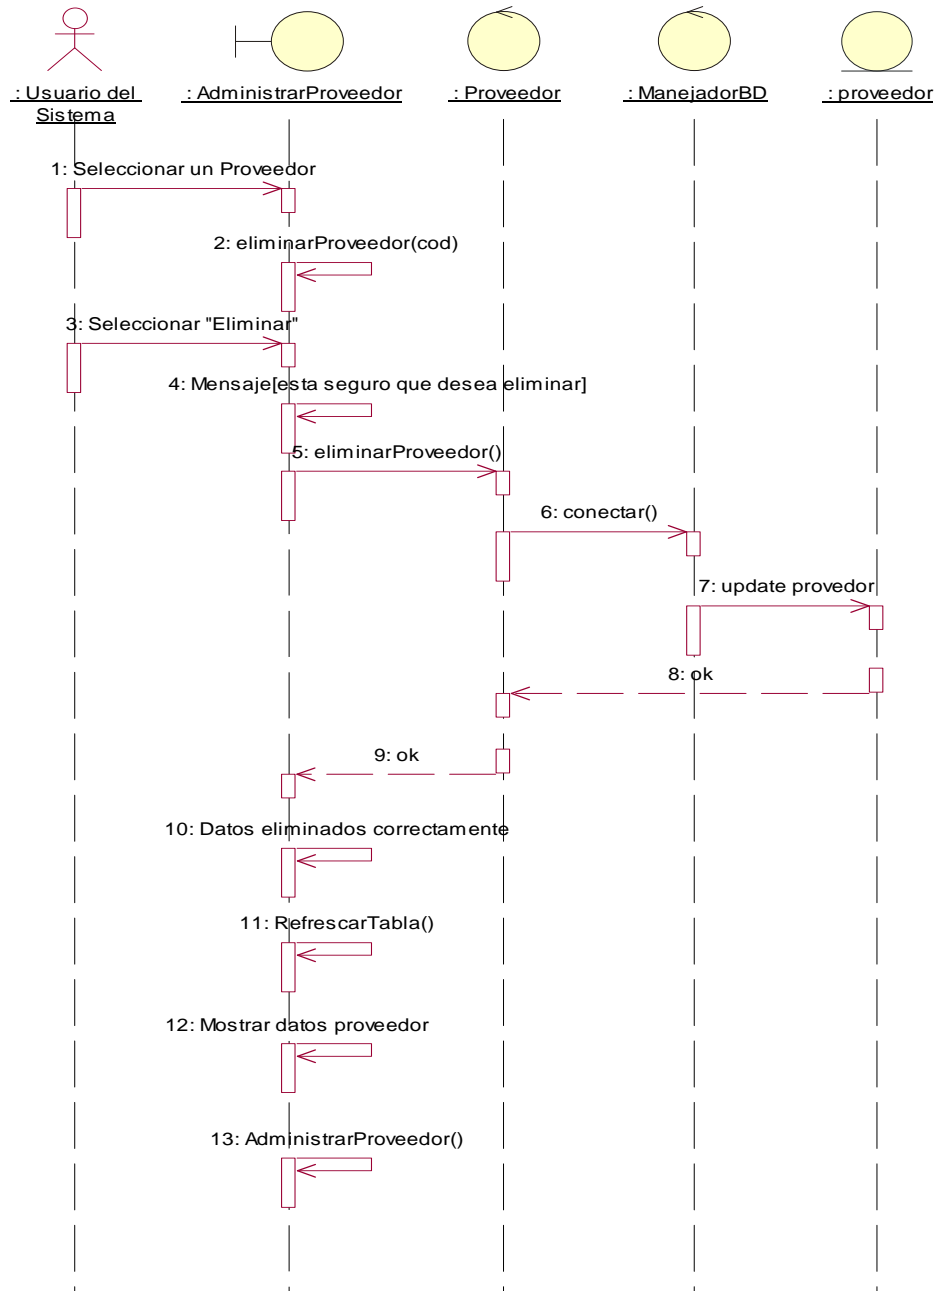 : Usuario del
Sistema
: AdministrarProveedor
: Proveedor
: ManejadorBD
: proveedor
1: Seleccionar un Proveedor
2: eliminarProveedor(cod)
3: Seleccionar "Eliminar"
4: Mensaje[esta seguro que desea eliminar]
5: eliminarProveedor()
6: conectar()
7: update provedor
8: ok
9: ok
10: Datos eliminados correctamente
11: RefrescarTabla()
12: Mostrar datos proveedor
13: AdministrarProveedor()